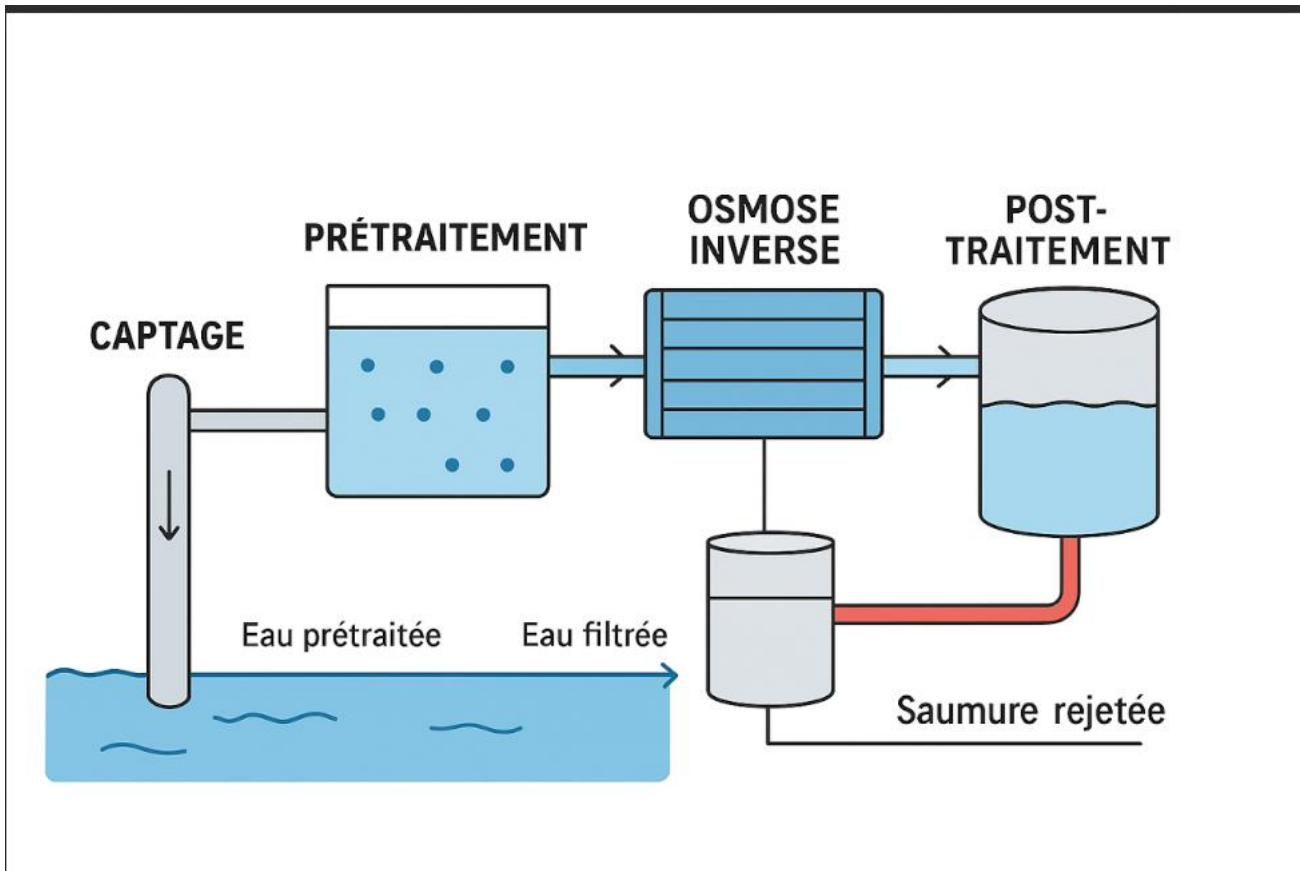 CAPTAGE
PRÉTRAITEMENT
OSMOSE
INVERSE
POST-
TRAITEMENT
Eau prétraitée
Eau filtrée
Saumure rejetée